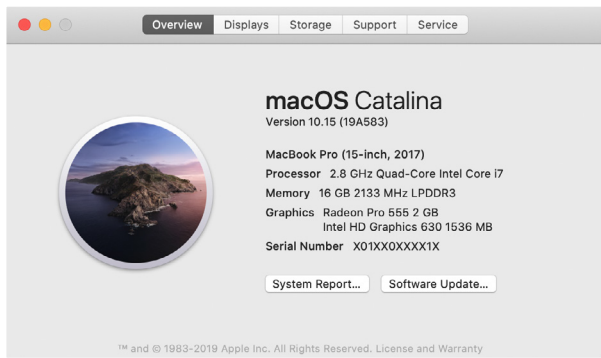 Overview Displays Storage Support Service
macOS Catalina
Version 10.15 (19A583)
MacBook Pro (15-inch, 2017)
Processor 2.8 GHz Quad-Core Intel Core i7
Memory 16 GB 2133 MHz LPDDR3
Graphics Radeon Pro 555 2 GB
Intel HD Graphics 630 1536 MB
Serial Number X01XX0XXXX1X
System Report... Software Update...
™ and © 1983-2019 Apple Inc. All Rights Reserved. License and Warranty